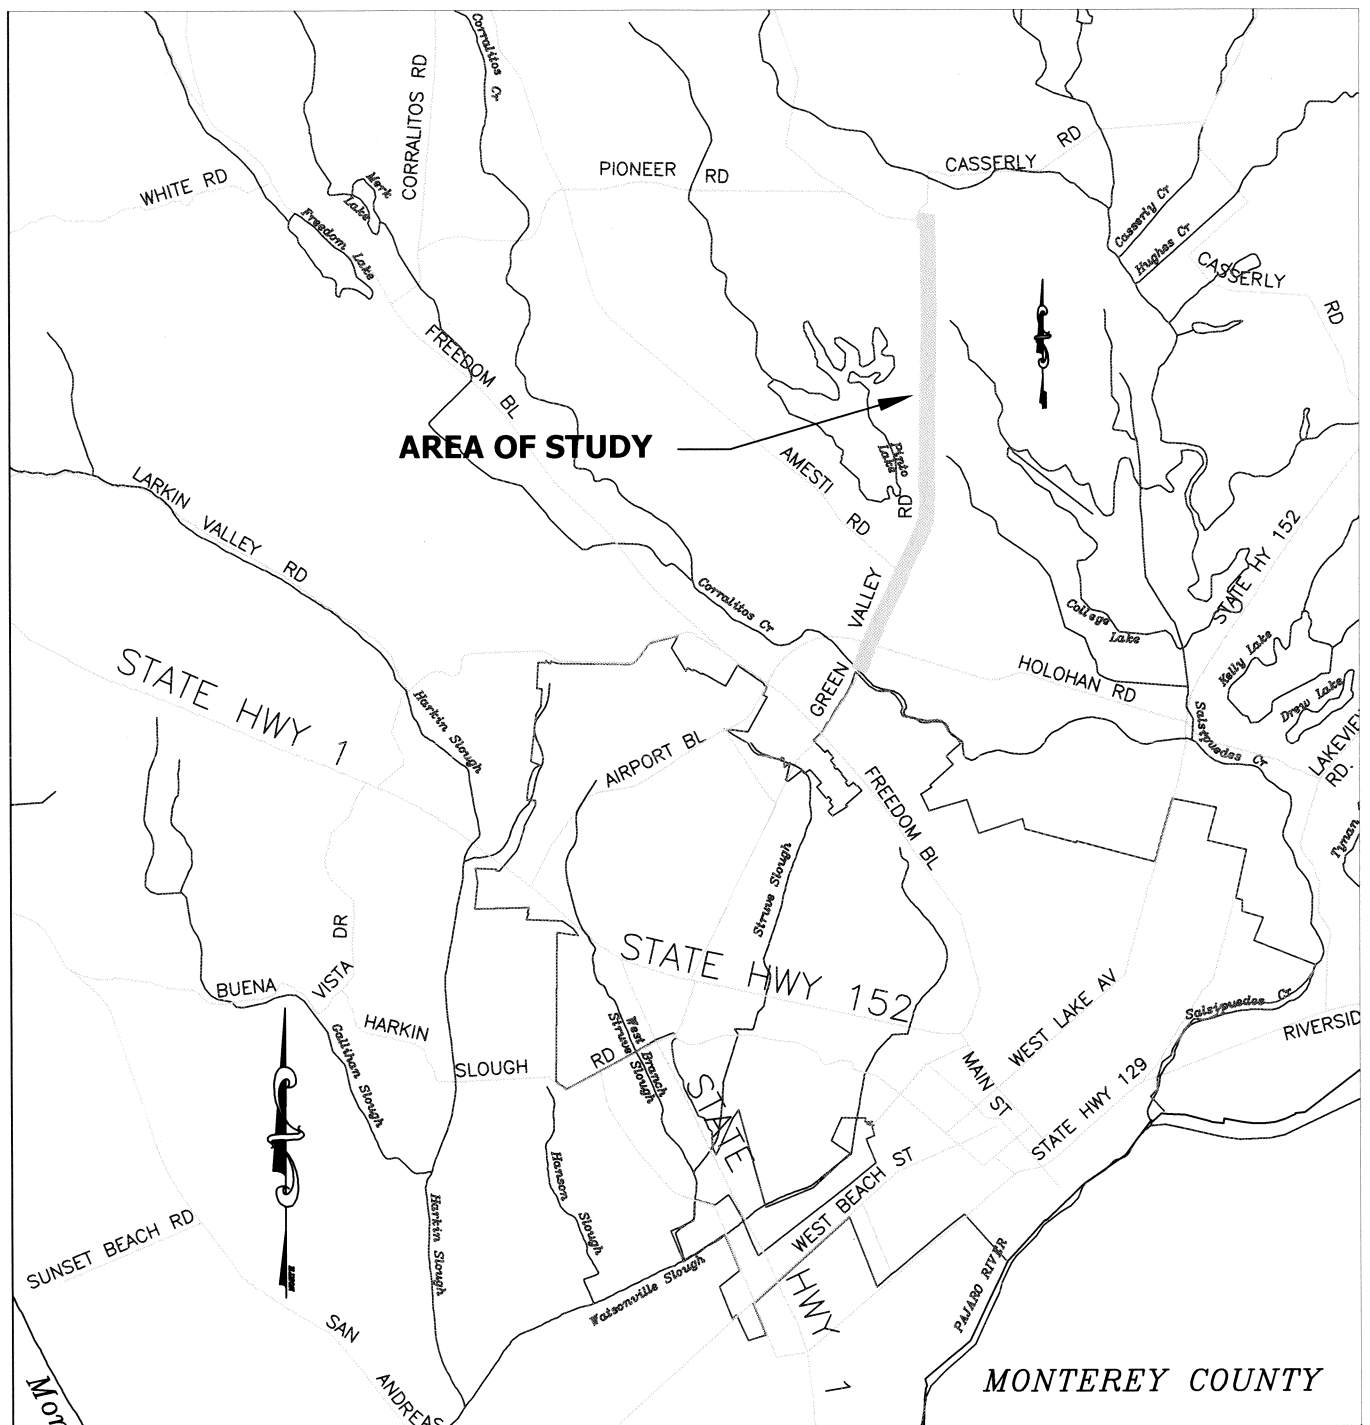 Corralitos Cr
CORRALITOS RD
WHITE RD
Freedom Lake
Lake
PIONEER RD
CASSERLY RD
Casserly Cr
Hughes Cr
CASSERLY RD
FREEDOM BL
AREA OF STUDY
Pinto
Lake
AMESTI RD
LARKIN VALLEY RD
GREEN VALLEY RD
Corralitos Cr
College
Lake
STATE HY 152
Kelly Lake
Drew Lake
HOLOHAN RD
STATE HWY 1
Harkin Slough
AIRPORT BL
Salsipuedes Cr
LAKEVIEW
RD.
Tynan
FREEDOM BL
Struve Slough
STATE HWY 152
BUENA VISTA DR
HARKIN SLOUGH RD
Gallihan Slough
West Branch
Struve Slough
WEST LAKE AV
Salsipuedes Cr
RIVERSID
MAIN ST
STATE HWY 129
STATE HWY 1
Hanson Slough
WEST BEACH ST
SUNSET BEACH RD
Harkin Slough
Watsonville Slough
PAJARO RIVER
SAN ANDREAS
MONTEREY COUNTY
Mon